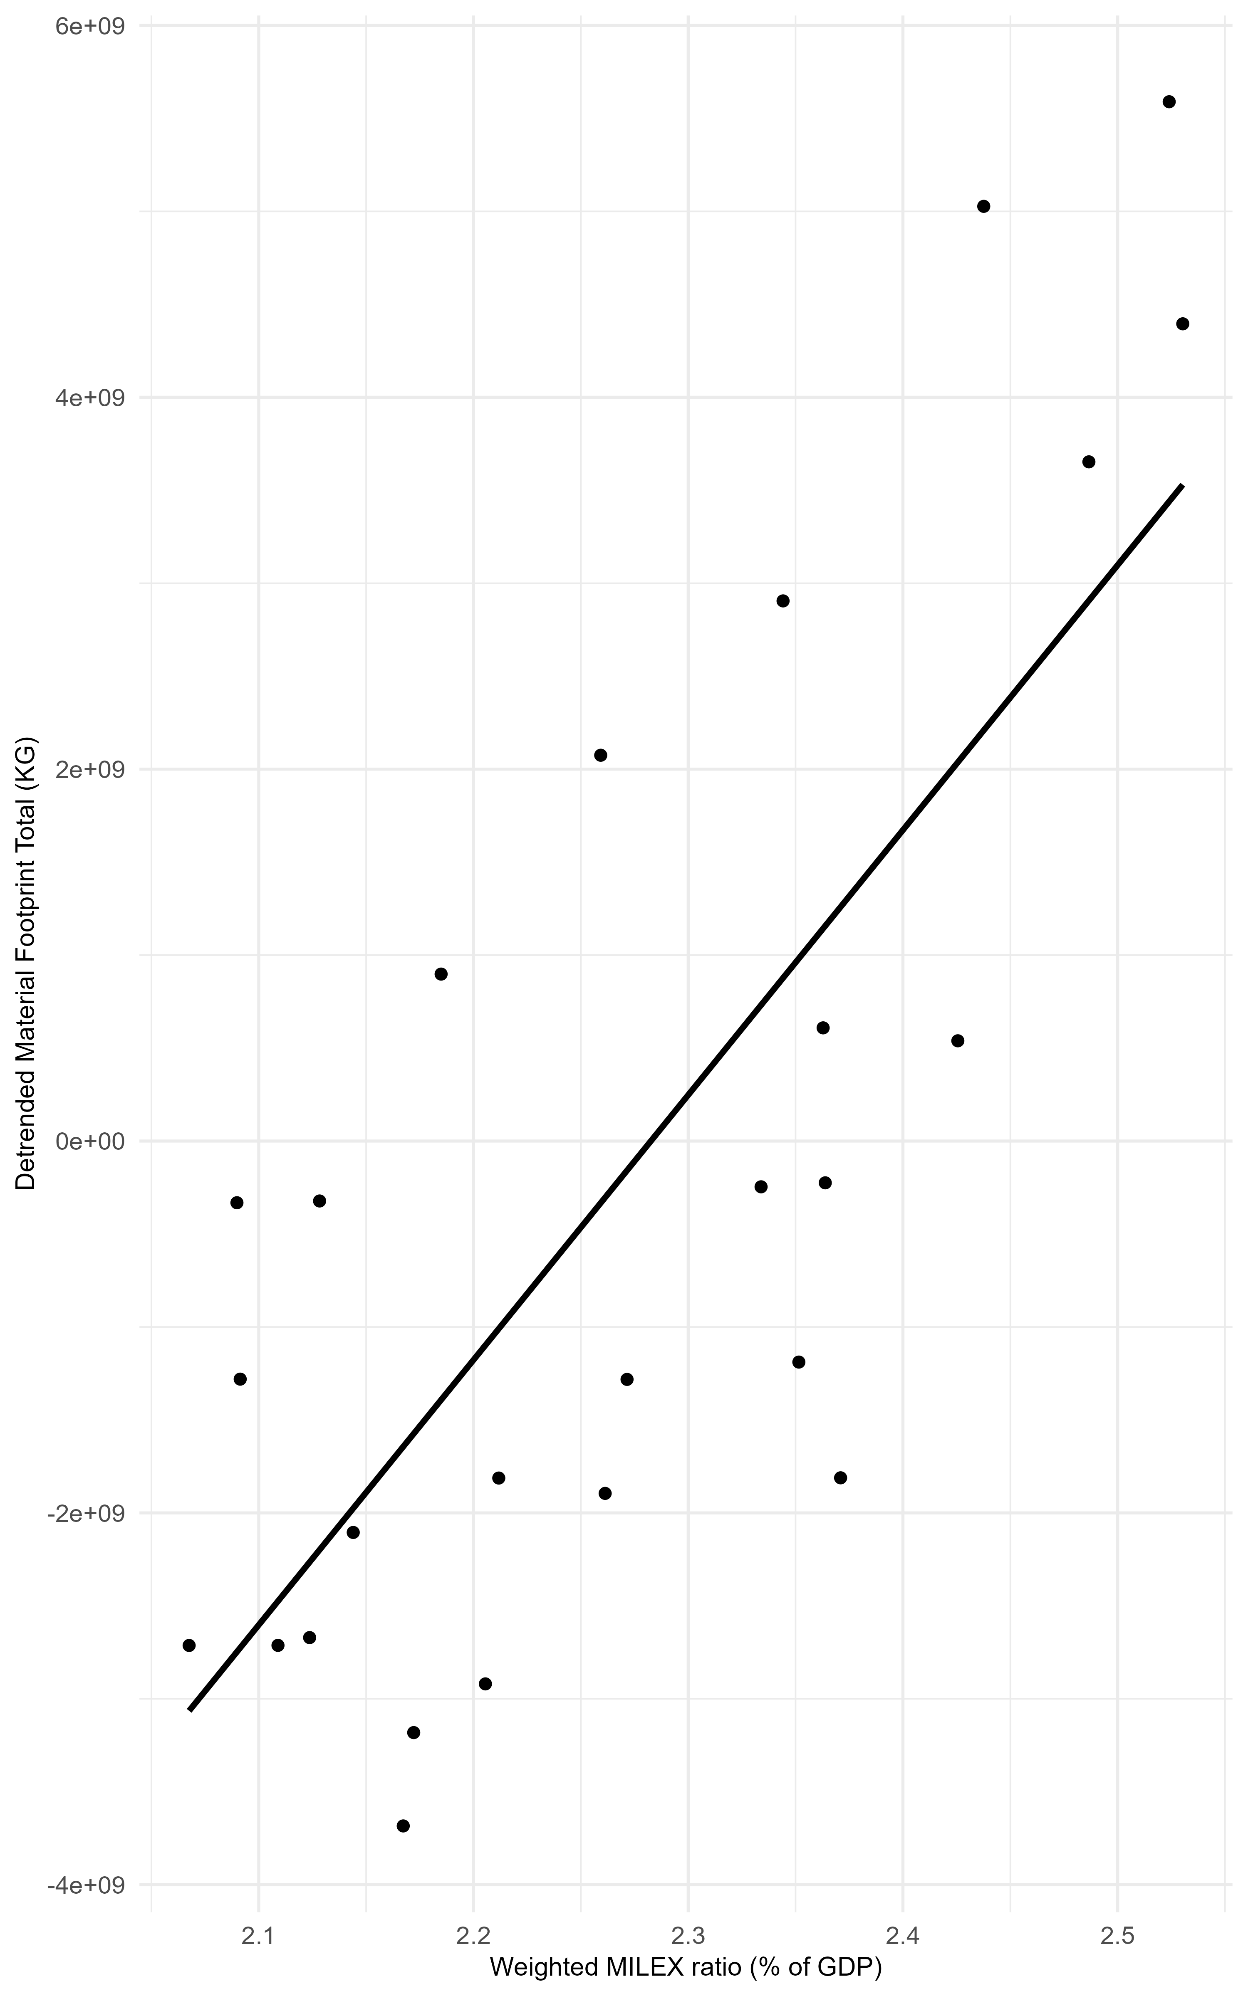 6e+09
4e+09
2e+09
0e+00
-2e+09
-4e+09
Detrended Material Footprint Total (KG)
2.1 2.2 2.3 2.4 2.5
Weighted MILEX ratio (% of GDP)